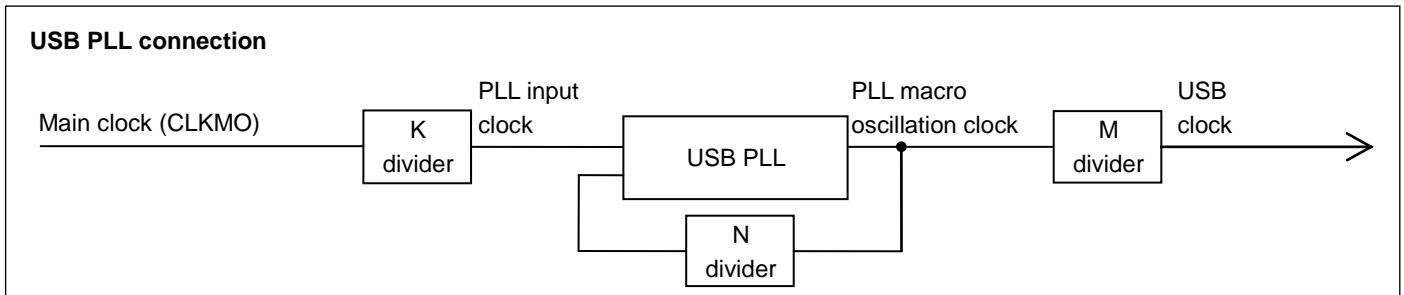 USB PLL connection
Main clock (CLKMO)
K
divider
PLL input
clock
USB PLL
PLL macro
oscillation clock
M
divider
USB
clock
N
divider